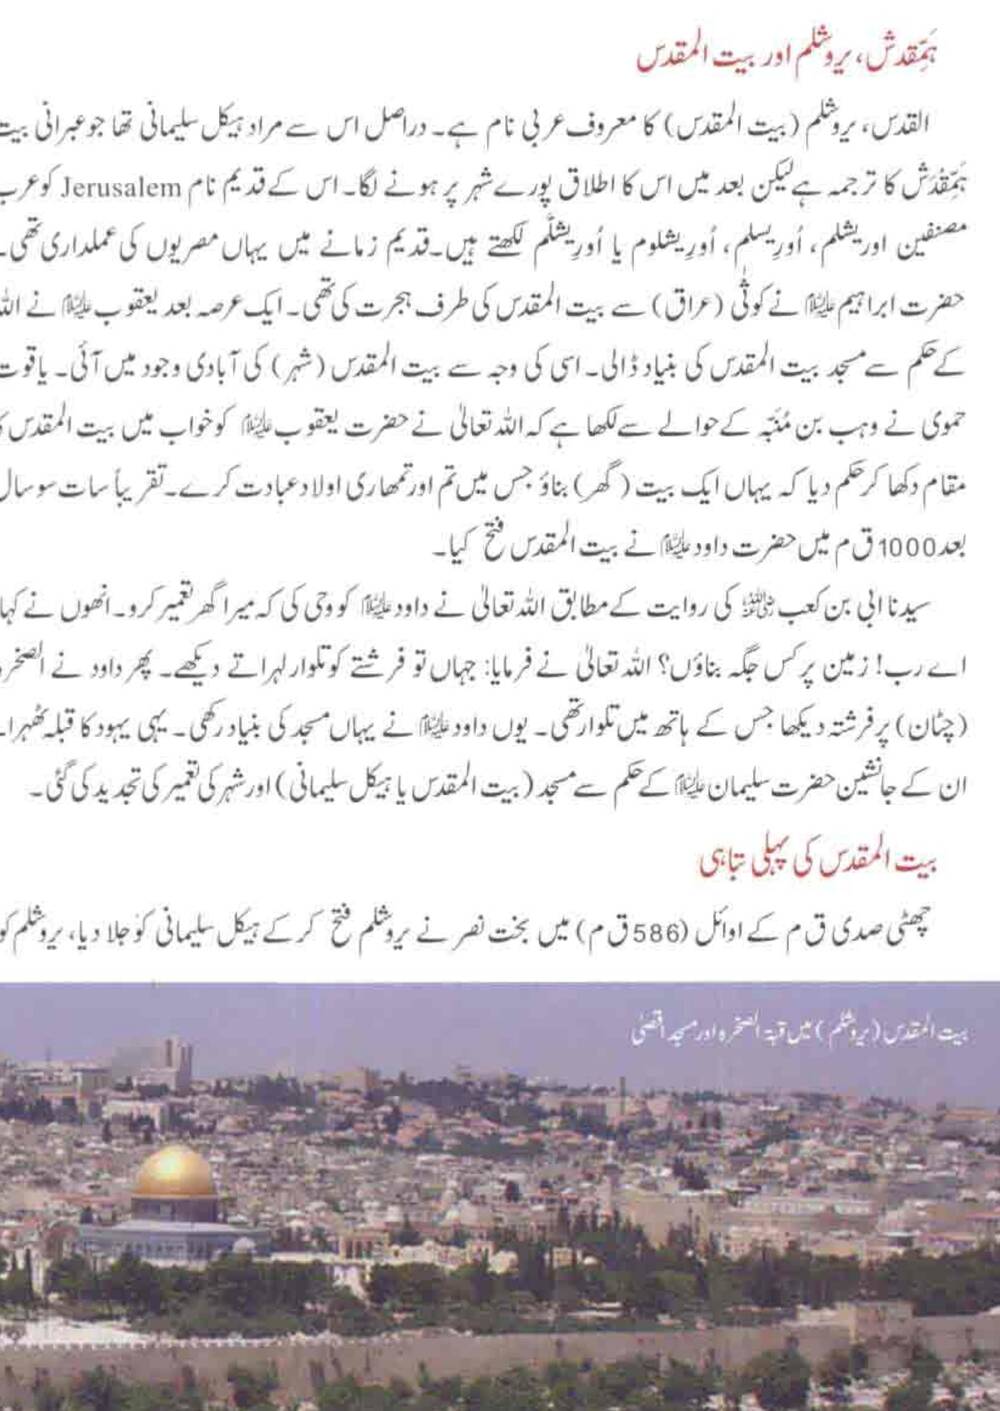 ہَمِّقدش، یروشلم اور بیت المقدس
القدس، یروشلم (بیت المقدس) کا معروف عربی نام ہے۔ دراصل اس سے مراد ہیکل سلیمانی تھا جو عبرانی بیت
ہَمِّقْدَش کا ترجمہ ہے لیکن بعد میں اس کا اطلاق پورے شہر پر ہونے لگا۔ اس کے قدیم نام Jerusalem کو عرب
مصنفین اوریشلم، اُوریسلم، اُوریشلوم یا اُورِیشلَّم لکھتے ہیں۔ قدیم زمانے میں یہاں مصریوں کی عملداری تھی۔
حضرت ابراہیم علیہ السلام نے کوثٰی (عراق) سے بیت المقدس کی طرف ہجرت کی تھی۔ ایک عرصہ بعد یعقوب علیہ السلام نے اللہ
کے حکم سے مسجد بیت المقدس کی بنیاد ڈالی۔ اسی کی وجہ سے بیت المقدس (شہر) کی آبادی وجود میں آئی۔ یاقوت
حموی نے وہب بن مُنَبِّہ کے حوالے سے لکھا ہے کہ اللہ تعالیٰ نے حضرت یعقوب علیہ السلام کو خواب میں بیت المقدس
مقام دکھا کر حکم دیا کہ یہاں ایک بیت (گھر) بناؤ جس میں تم اور تمھاری اولاد عبادت کرے۔ تقریباً سات سو سال
بعد 1000 ق م میں حضرت داود علیہ السلام نے بیت المقدس فتح کیا۔
سیدنا ابی بن کعب رضی اللہ عنہ کی روایت کے مطابق اللہ تعالیٰ نے داود علیہ السلام کو وحی کی کہ میرا گھر تعمیر کرو۔ انھوں نے کہا
اے رب! زمین پر کس جگہ بناؤں؟ اللہ تعالیٰ نے فرمایا: جہاں تو فرشتے کو تلوار لہراتے دیکھے۔ پھر داود نے الصخرہ
(چٹان) پر فرشتہ دیکھا جس کے ہاتھ میں تلوار تھی۔ یوں داود علیہ السلام نے یہاں مسجد کی بنیاد رکھی۔ یہی یہود کا قبلہ ٹھہرا۔
ان کے جانشین حضرت سلیمان علیہ السلام کے حکم سے مسجد (بیت المقدس یا ہیکل سلیمانی) اور شہر کی تعمیر کی تجدید کی گئی۔
بیت المقدس کی پہلی تباہی
چھٹی صدی ق م کے اوائل (586 ق م) میں بخت نصر نے یروشلم فتح کر کے ہیکل سلیمانی کو جلا دیا، یروشلم کو
بیت المقدس (یروشلم) میں قبۃ الصخرہ اور مسجد اقصٰی